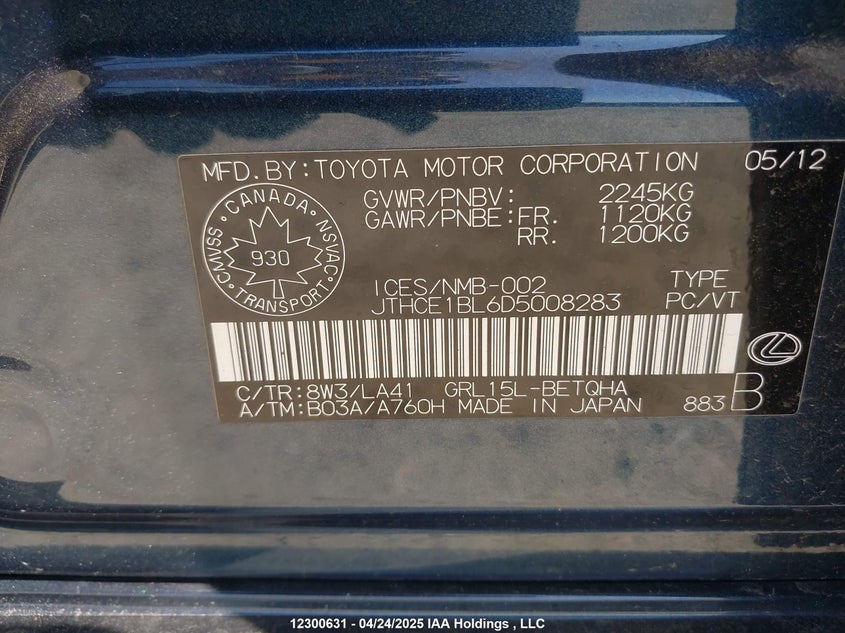 MFD.BY:TOYOTA MOTOR CORPORATION 05/12
GVWR/PNBV: 2245KG
GAWR/PNBE:FR. 1120KG
RR. 1200KG
CANADA
CMVSS NSVAC
930
TRANSPORT
ICES/NMB-002 TYPE
JTHCE1BL6D5008283 PC/VT
C/TR:8W3/LA41 GRL15L-BETQHA
A/TM:B03A/A760H MADE IN JAPAN 883 B
12300631 - 04/24/2025 IAA Holdings , LLC